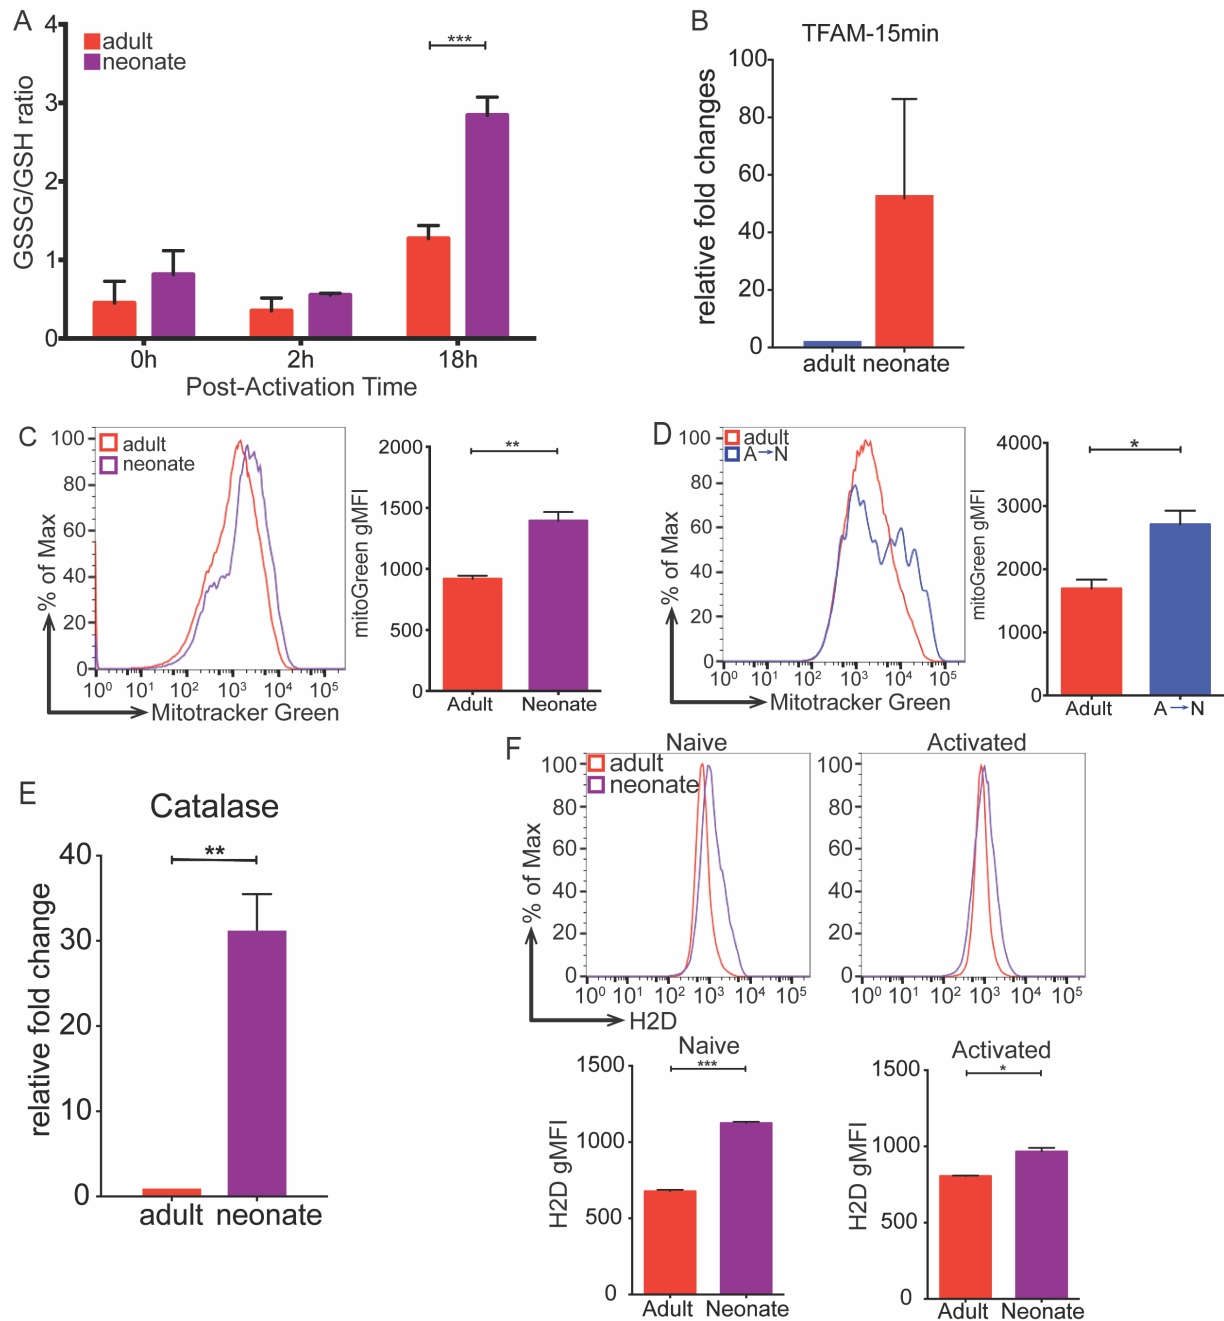 A
adult
neonate
***
GSSG/GSH ratio
4
3
2
1
0
0h 2h 18h
Post-Activation Time
B
TFAM-15min
relative fold changes
100
80
60
40
20
0
adult neonate
C
adult
neonate
% of Max
100
80
60
40
20
0
10⁰ 10¹ 10² 10³ 10⁴ 10⁵
Mitotracker Green
mitoGreen gMFI
2000
1500
1000
500
0
**
Adult Neonate
D
adult
A→N
% of Max
100
80
60
40
20
0
10⁰ 10¹ 10² 10³ 10⁴ 10⁵
Mitotracker Green
mitoGreen gMFI
4000
3000
2000
1000
0
*
Adult A→N
E
Catalase
relative fold change
40
30
20
10
0
**
adult neonate
F
Naive
adult
neonate
% of Max
100
80
60
40
20
0
10⁰ 10¹ 10² 10³ 10⁴ 10⁵
H2D
Activated
100
80
60
40
20
0
10⁰ 10¹ 10² 10³ 10⁴ 10⁵
Naive
***
H2D gMFI
1500
1000
500
0
Adult Neonate
Activated
*
H2D gMFI
1500
1000
500
0
Adult Neonate